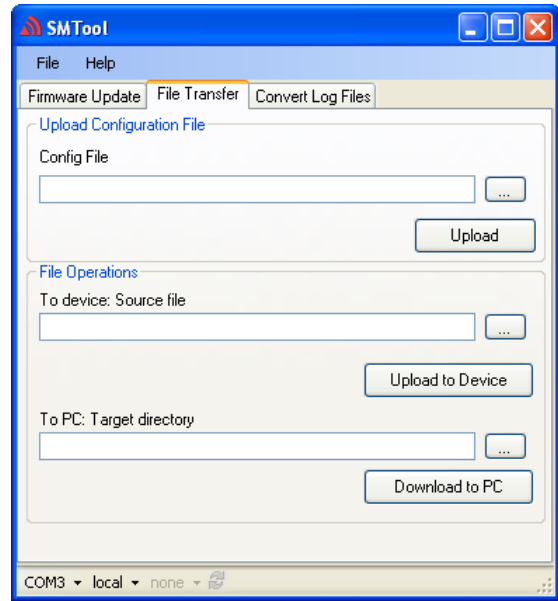 SMTool
File Help
Firmware Update File Transfer Convert Log Files
Upload Configuration File
Config File
...
Upload
File Operations
To device: Source file
...
Upload to Device
To PC: Target directory
...
Download to PC
COM3 local none